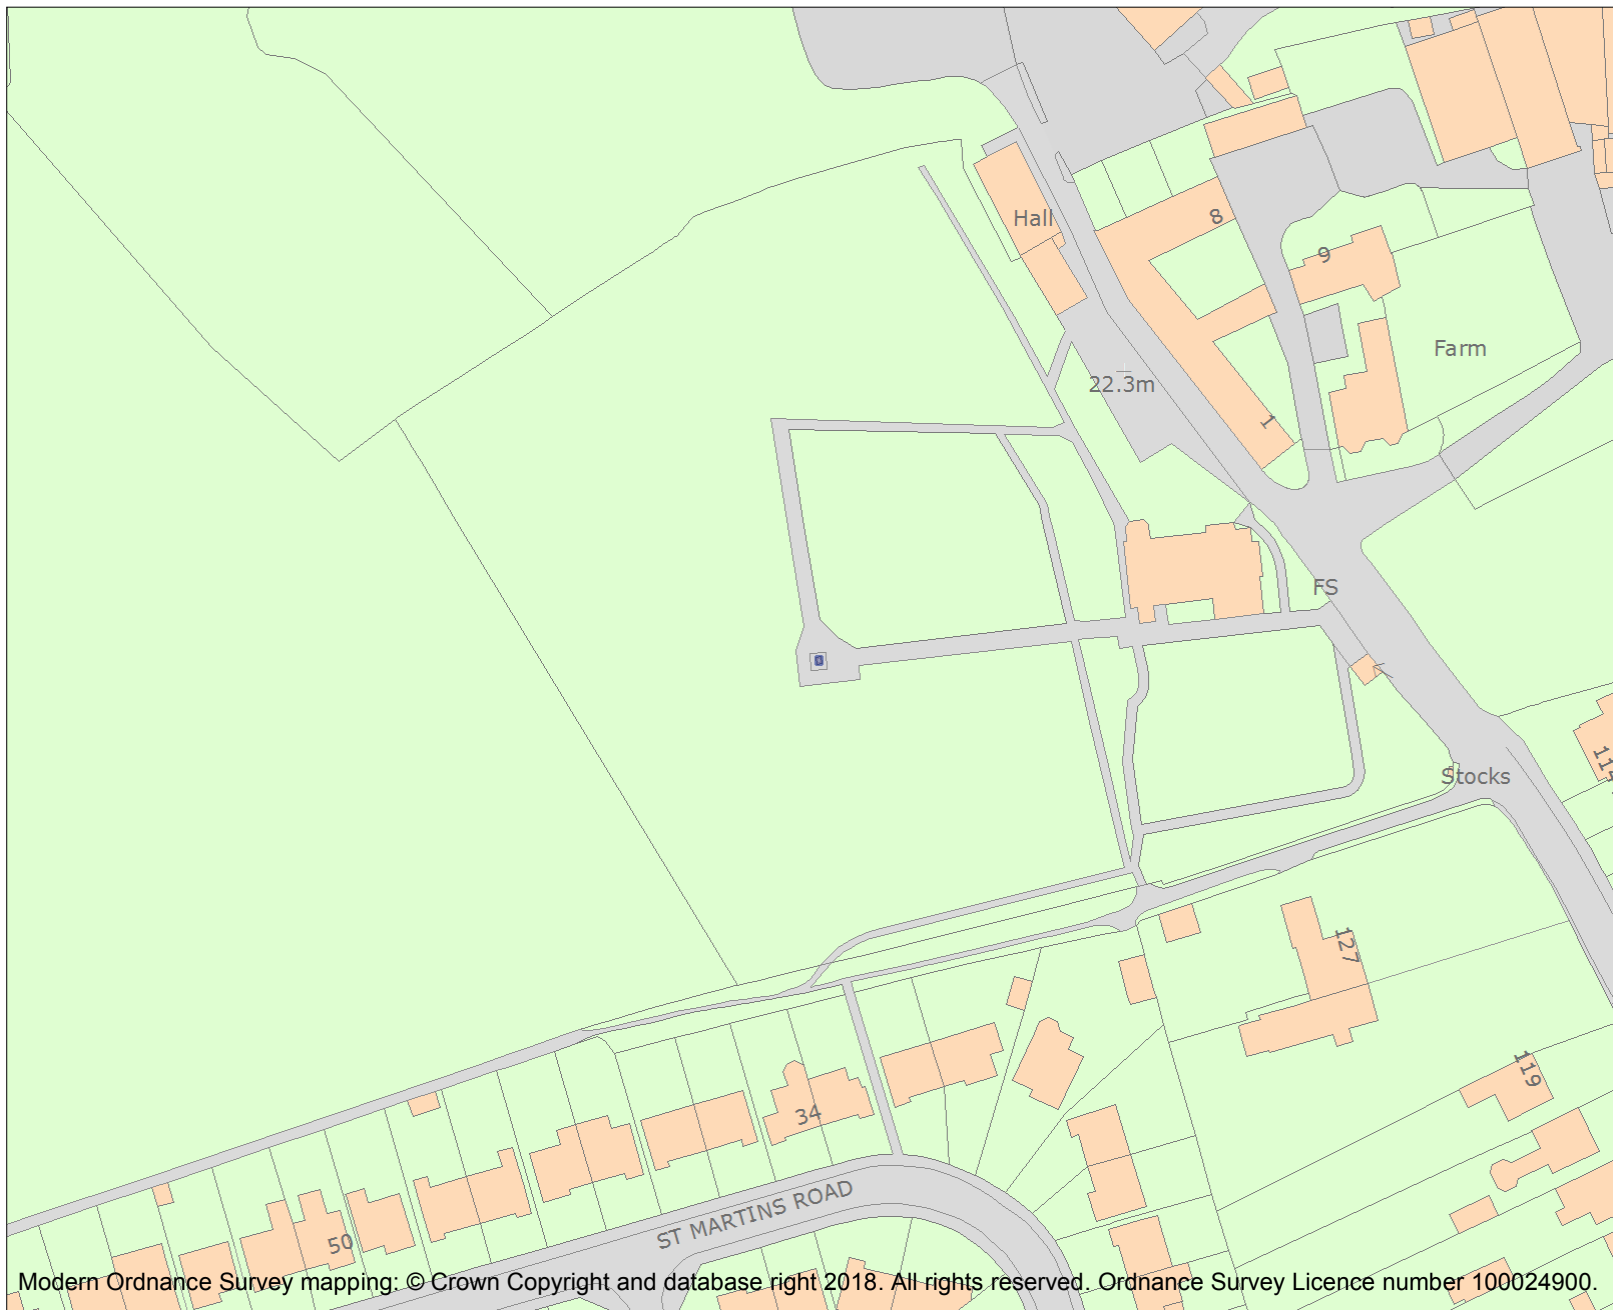 Hall
8
9
Farm
22.3m
1
FS
Stocks
114
127
119
34
ST MARTINS ROAD
50
Modern Ordnance Survey mapping: © Crown Copyright and database right 2018. All rights reserved. Ordnance Survey Licence number 100024900.